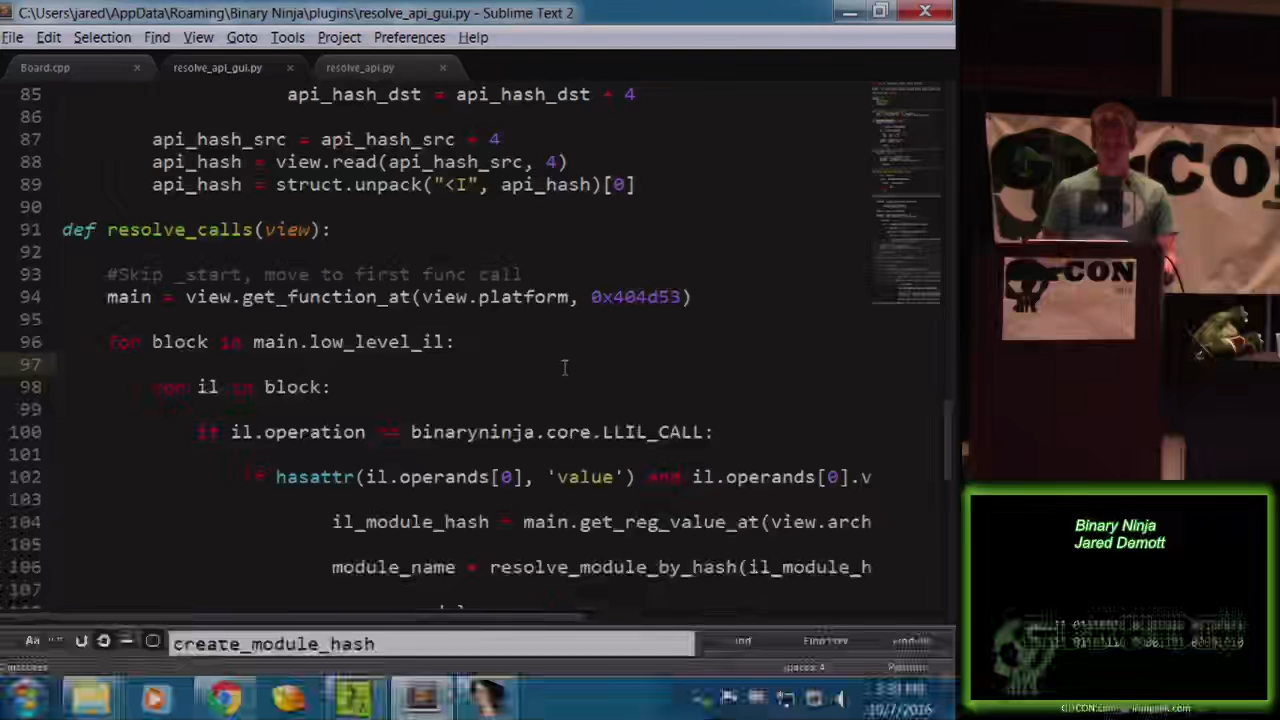 C:\Users\jared\AppData\Roaming\Binary Ninja\plugins\resolve_api_gui.py - Sublime Text 2
File Edit Selection Find View Goto Tools Project Preferences Help
Board.cpp × resolve_api_gui.py × resolve_api.py ×
85 api_hash_dst = api_hash_dst + 4
86
87 api_hash_src = api_hash_src + 4
88 api_hash = view.read(api_hash_src, 4)
89 api_hash = struct.unpack("<I", api_hash)[0]
90
91 def resolve_calls(view):
92
93 #Skip _start, move to first func call
94 main = view.get_function_at(view.platform, 0x404d53)
95
96 for block in main.low_level_il:
97
98 for il in block:
99
100 if il.operation == binaryninja.core.LLIL_CALL:
101
102 if hasattr(il.operands[0], 'value') and il.operands[0].v
103
104 il_module_hash = main.get_reg_value_at(view.arch
105
106 module_name = resolve_module_by_hash(il_module_h
107
Aa create_module_hash
10/7/2016
CON
CON
Binary Ninja
Jared Demott